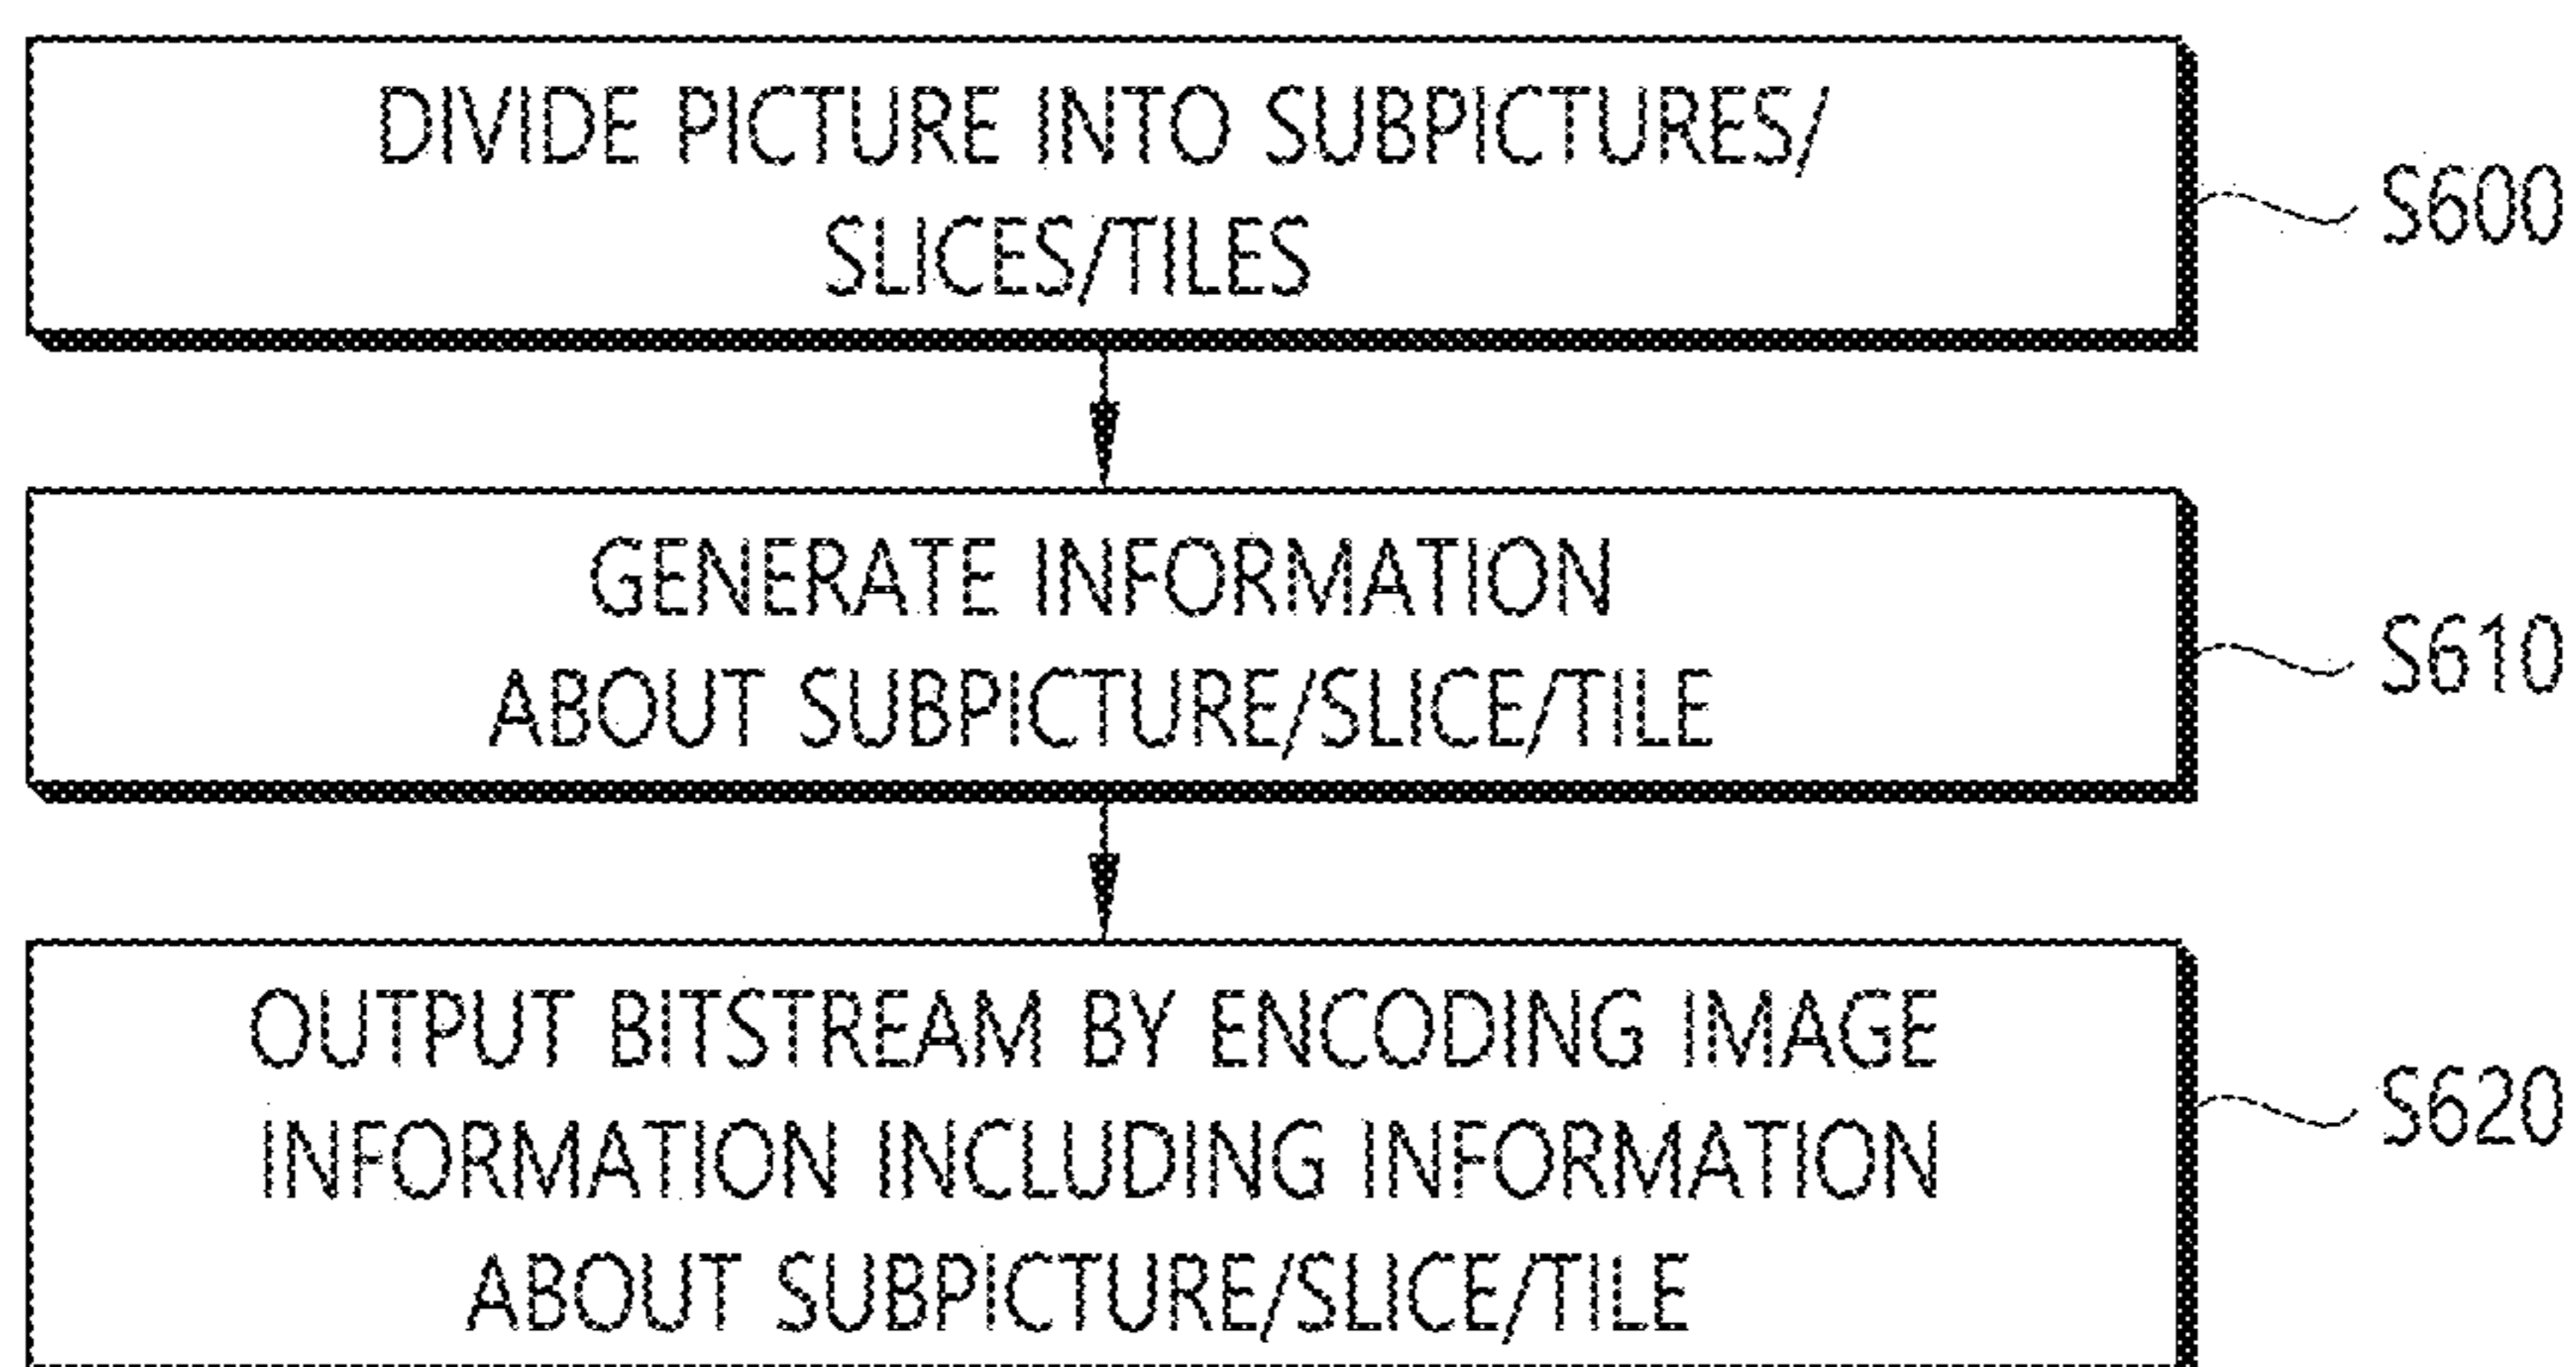 DIVIDE PICTURE INTO SUBPICTURES/
SLICES/TILES
S600
GENERATE INFORMATION
ABOUT SUBPICTURE/SLICE/TILE
S610
OUTPUT BITSTREAM BY ENCODING IMAGE
INFORMATION INCLUDING INFORMATION
ABOUT SUBPICTURE/SLICE/TILE
S620